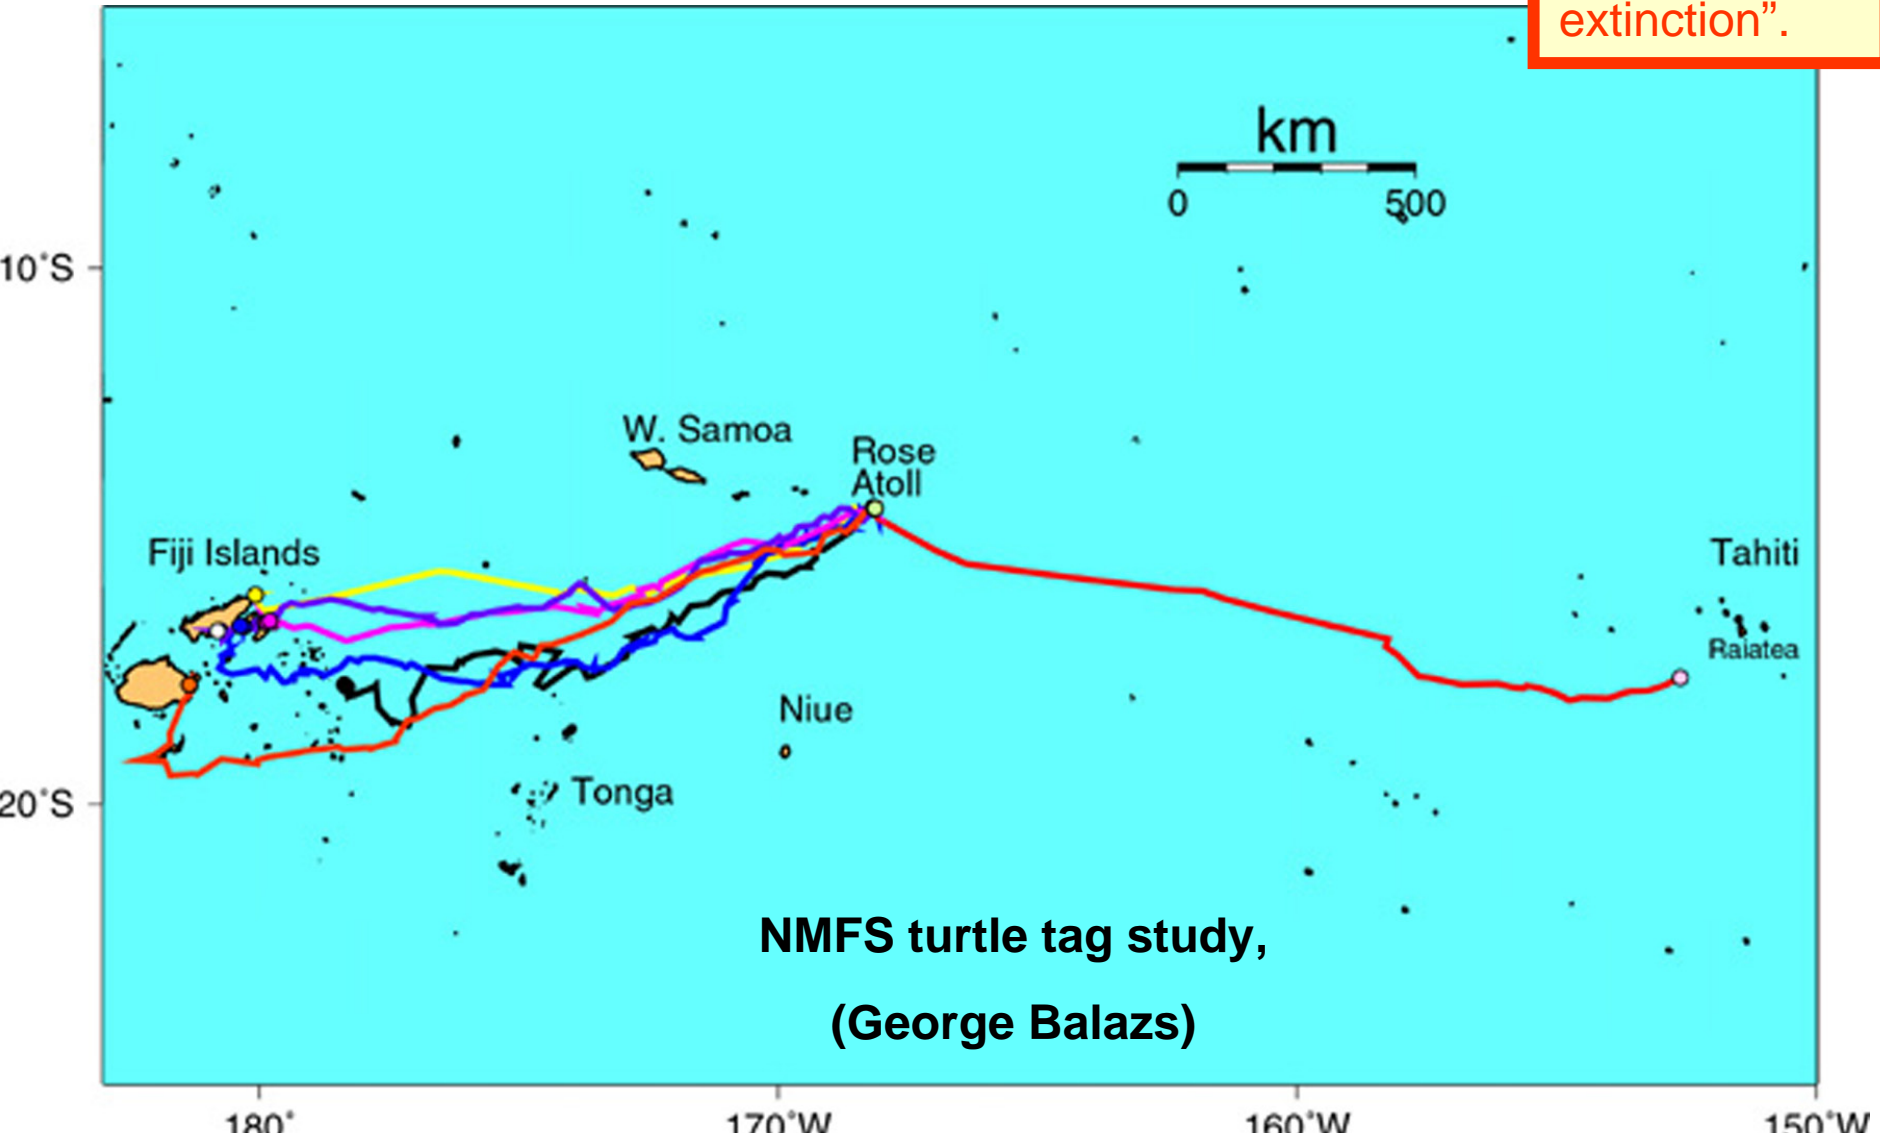 extinction”.
km
0 500
10°S
W. Samoa
Rose
Atoll
Fiji Islands
Tahiti
Raiatea
Niue
Tonga
20°S
NMFS turtle tag study,
(George Balazs)
180° 170°W 160°W 150°W